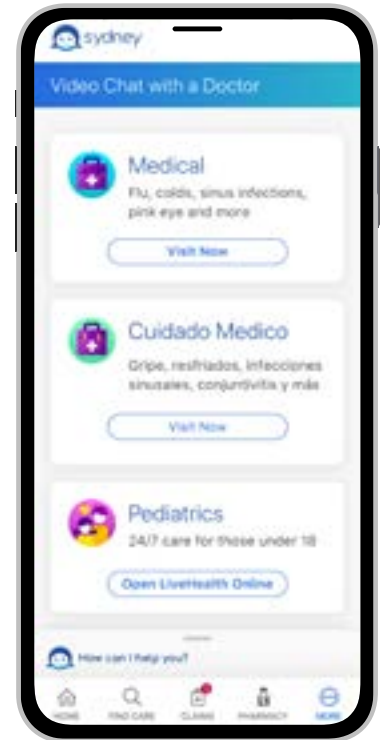 sydney
Video Chat with a Doctor
Medical
Flu, colds, sinus infections,
pink eye and more
Visit Now
Cuidado Medico
Gripe, resfriados, infecciones
sinusales, conjuntivitis y más
Visit Now
Pediatrics
24/7 care for those under 18
Open LiveHealth Online
How can I help you?
HOME
FIND CARE
CLAIMS
PHARMACY
MORE